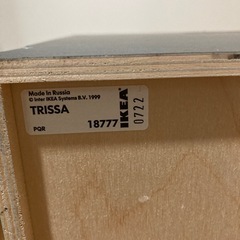 Made in Russia
© Inter IKEA Systems B.V. 1999
TRISSA
PQR 18777
IKEA
0722